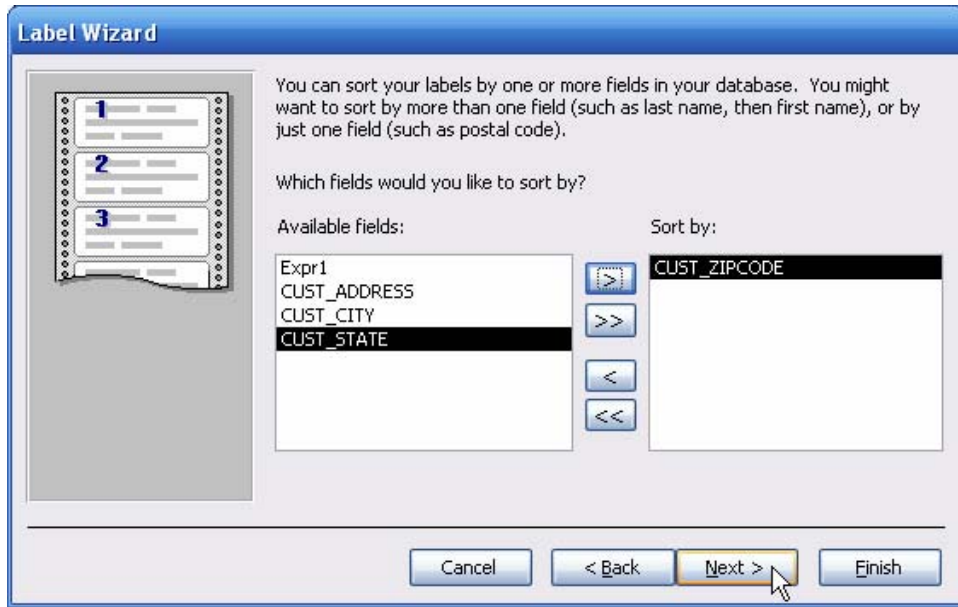 Label Wizard
1
2
3
You can sort your labels by one or more fields in your database. You might
want to sort by more than one field (such as last name, then first name), or by
just one field (such as postal code).
Which fields would you like to sort by?
Available fields:
Sort by:
Expr1
CUST_ADDRESS
CUST_CITY
CUST_STATE
>
>>
<
<<
CUST_ZIPCODE
Cancel
< Back
Next >
Finish